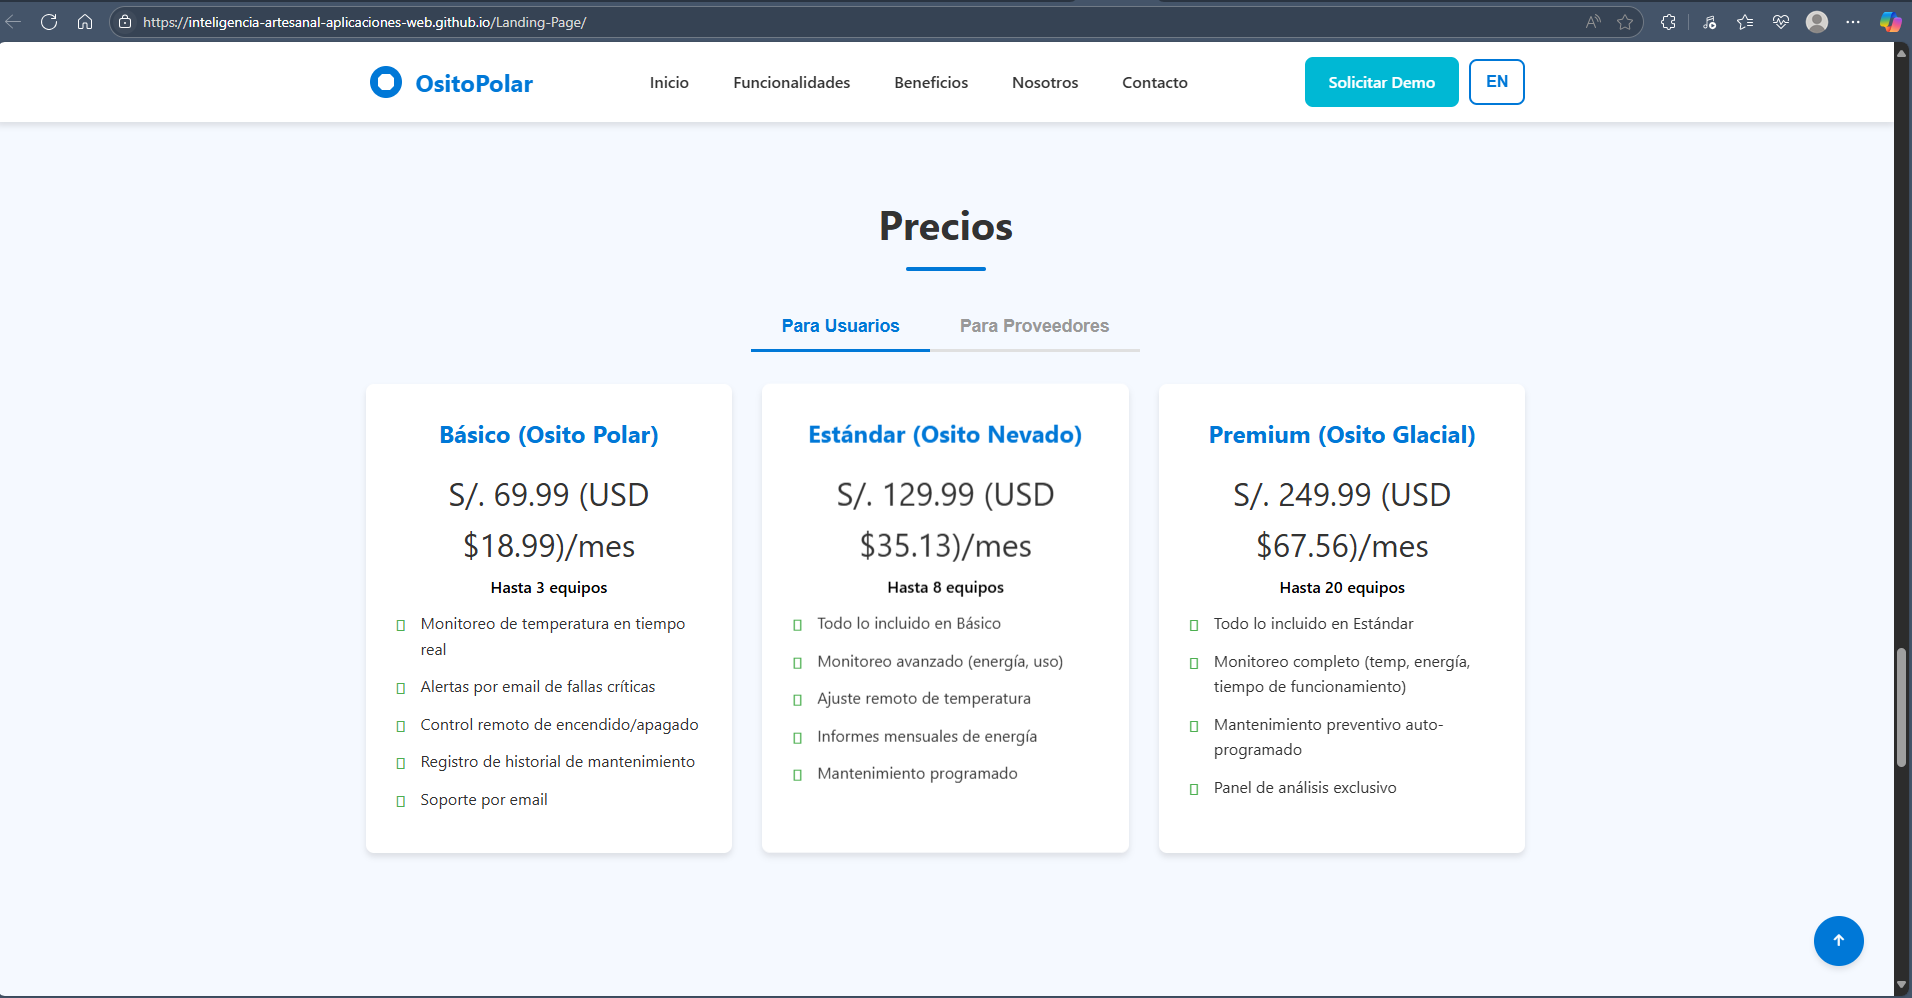 https://inteligencia-artesanal-aplicaciones-web.github.io/Landing-Page/
OsitoPolar
Inicio
Funcionalidades
Beneficios
Nosotros
Contacto
Solicitar Demo
EN
Precios
Para Usuarios
Para Proveedores
Básico (Osito Polar)
S/. 69.99 (USD
$18.99)/mes
Hasta 3 equipos
Monitoreo de temperatura en tiempo
real
Alertas por email de fallas críticas
Control remoto de encendido/apagado
Registro de historial de mantenimiento
Soporte por email
Estándar (Osito Nevado)
S/. 129.99 (USD
$35.13)/mes
Hasta 8 equipos
Todo lo incluido en Básico
Monitoreo avanzado (energía, uso)
Ajuste remoto de temperatura
Informes mensuales de energía
Mantenimiento programado
Premium (Osito Glacial)
S/. 249.99 (USD
$67.56)/mes
Hasta 20 equipos
Todo lo incluido en Estándar
Monitoreo completo (temp, energía,
tiempo de funcionamiento)
Mantenimiento preventivo auto-
programado
Panel de análisis exclusivo